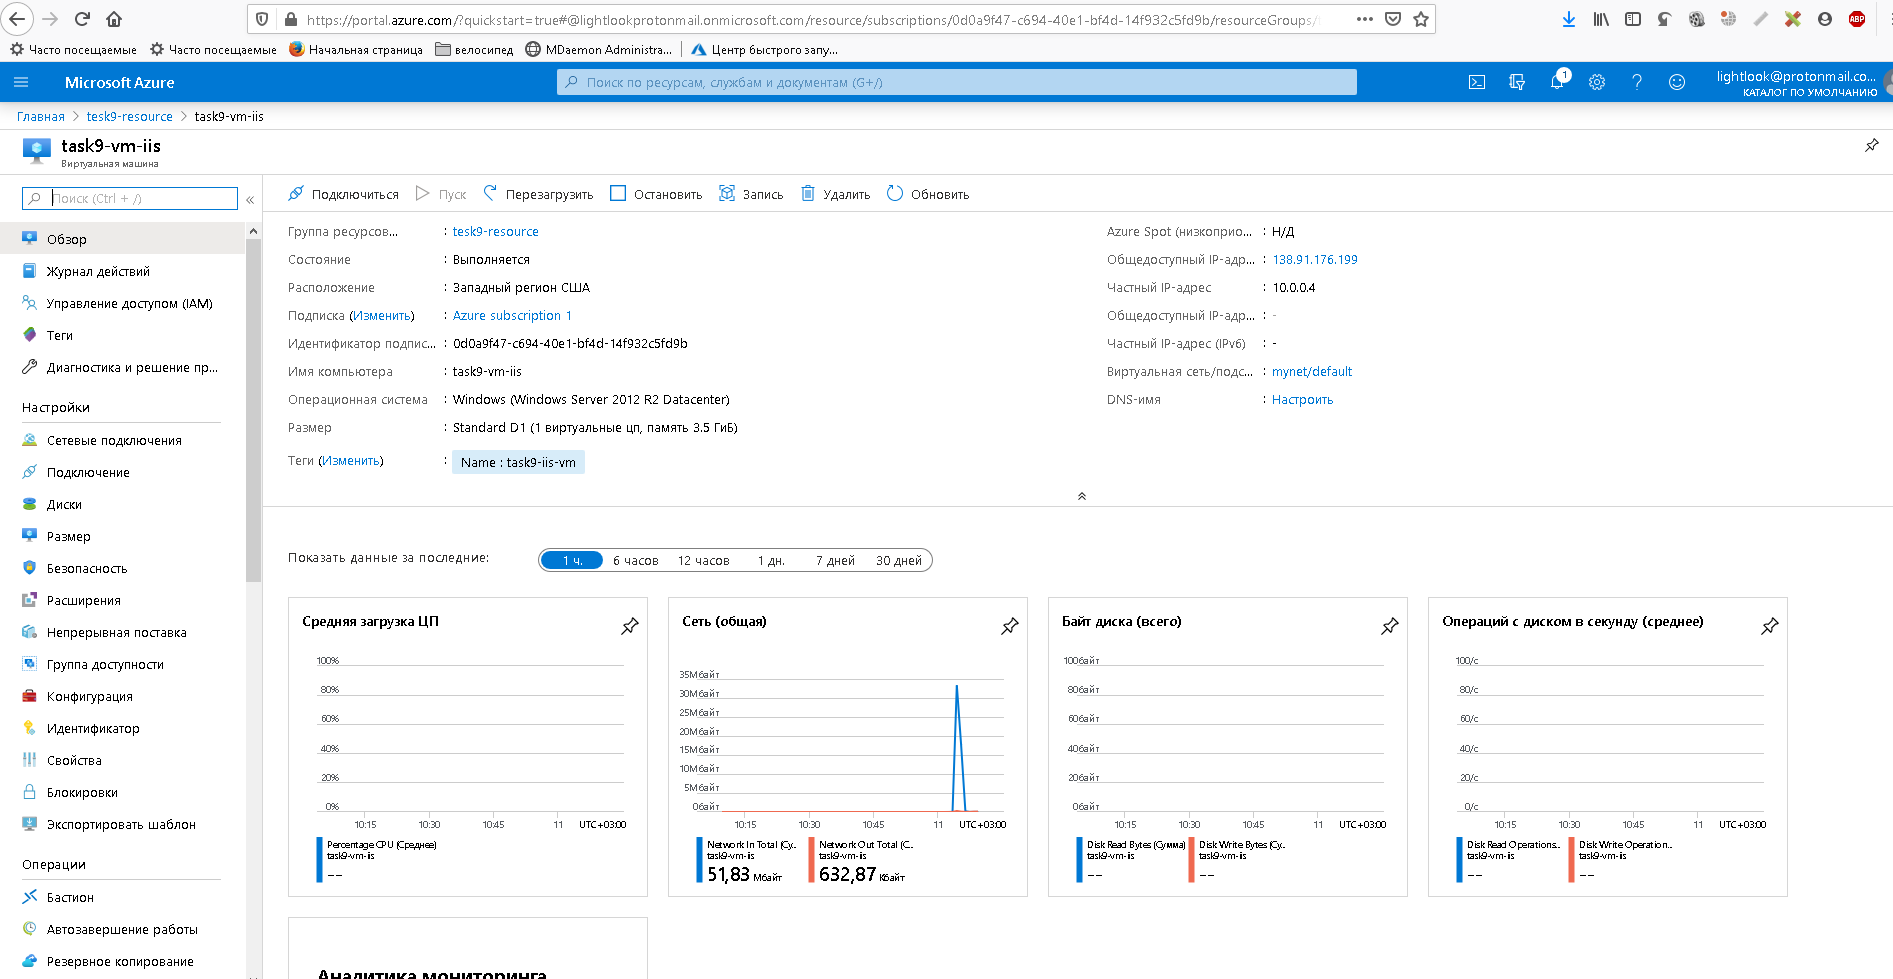 https://portal.azure.com/?quickstart=true#@lightlookprotonmail.onmicrosoft.com/resource/subscriptions/0d0a9f47-c694-40e1-bf4d-14f932c5fd9b/resourceGroups/
ABP
Часто посещаемые Часто посещаемые Начальная страница велосипед MDaemon Administra... Центр быстрого запу...
Microsoft Azure
Поиск по ресурсам, службам и документам (G+/)
1
lightlook@protonmail.co...
КАТАЛОГ ПО УМОЛЧАНИЮ
Главная > tesk9-resource > task9-vm-iis
task9-vm-iis
Виртуальная машина
Поиск (Ctrl + /) «
Обзор
Журнал действий
Управление доступом (IAM)
Теги
Диагностика и решение пр...
Настройки
Сетевые подключения
Подключение
Диски
Размер
Безопасность
Расширения
Непрерывная поставка
Группа доступности
Конфигурация
Идентификатор
Свойства
Блокировки
Экспортировать шаблон
Операции
Бастион
Автозавершение работы
Резервное копирование
Подключиться Пуск Перезагрузить Остановить Запись Удалить Обновить
Группа ресурсов... : tesk9-resource
Состояние : Выполняется
Расположение : Западный регион США
Подписка (Изменить) : Azure subscription 1
Идентификатор подпис... : 0d0a9f47-c694-40e1-bf4d-14f932c5fd9b
Имя компьютера : task9-vm-iis
Операционная система : Windows (Windows Server 2012 R2 Datacenter)
Размер : Standard D1 (1 виртуальные цп, память 3.5 ГиБ)
Теги (Изменить) : Name : task9-iis-vm
Azure Spot (низкоприо... : Н/Д
Общедоступный IP-адр... : 138.91.176.199
Частный IP-адрес : 10.0.0.4
Общедоступный IP-адр... : -
Частный IP-адрес (IPv6) : -
Виртуальная сеть/подс... : mynet/default
DNS-имя : Настроить
Показать данные за последние: 1 ч. 6 часов 12 часов 1 дн. 7 дней 30 дней
Средняя загрузка ЦП
100%
80%
60%
40%
20%
0%
10:15 10:30 10:45 11 UTC+03:00
Percentage CPU (Среднее)
task9-vm-iis
--
Сеть (общая)
35Мбайт
30Мбайт
25Мбайт
20Мбайт
15Мбайт
10Мбайт
5Мбайт
0байт
10:15 10:30 10:45 11 UTC+03:00
Network In Total (Су.. Network Out Total (С..
task9-vm-iis task9-vm-iis
51,83 Мбайт 632,87 Кбайт
Байт диска (всего)
100байт
80байт
60байт
40байт
20байт
0байт
10:15 10:30 10:45 11 UTC+03:00
Disk Read Bytes (Сумма) Disk Write Bytes (Су..
task9-vm-iis task9-vm-iis
-- --
Операций с диском в секунду (среднее)
100/с
80/с
60/с
40/с
20/с
0/с
10:15 10:30 10:45 11 UTC+03:00
Disk Read Operations.. Disk Write Operation..
task9-vm-iis task9-vm-iis
-- --
Аналитика мониторинга